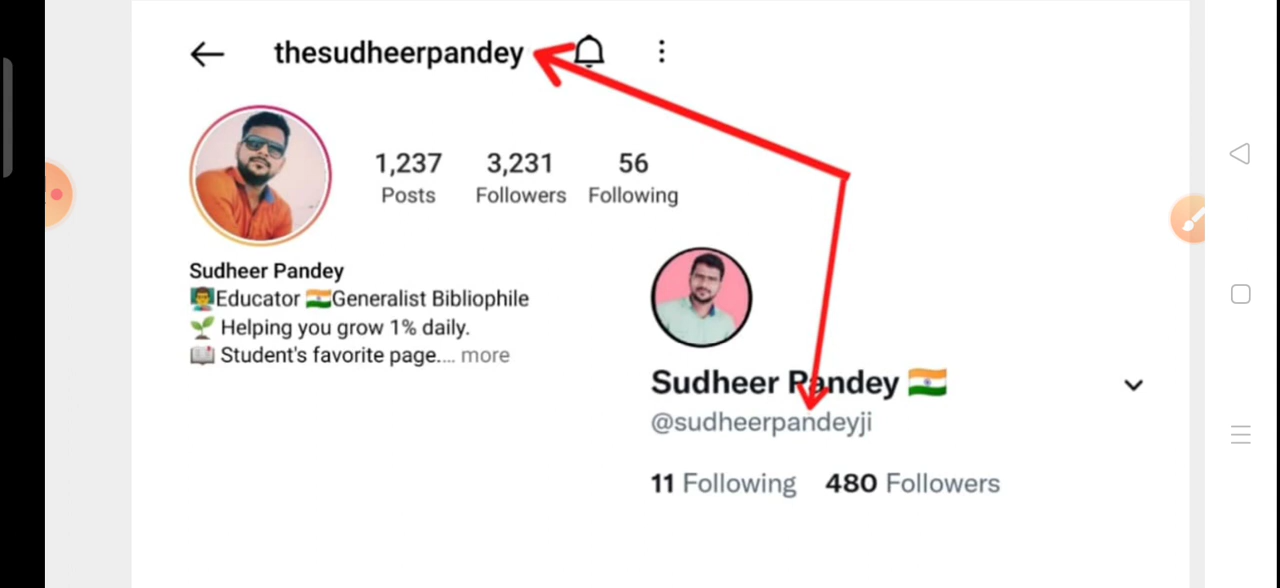 thesudheerpandey
1,237 3,231 56
Posts Followers Following
Sudheer Pandey
👨‍🏫Educator 🇮🇳Generalist Bibliophile
🌱 Helping you grow 1% daily.
📖 Student's favorite page.... more
Sudheer Pandey 🇮🇳
@sudheerpandeyji
11 Following 480 Followers